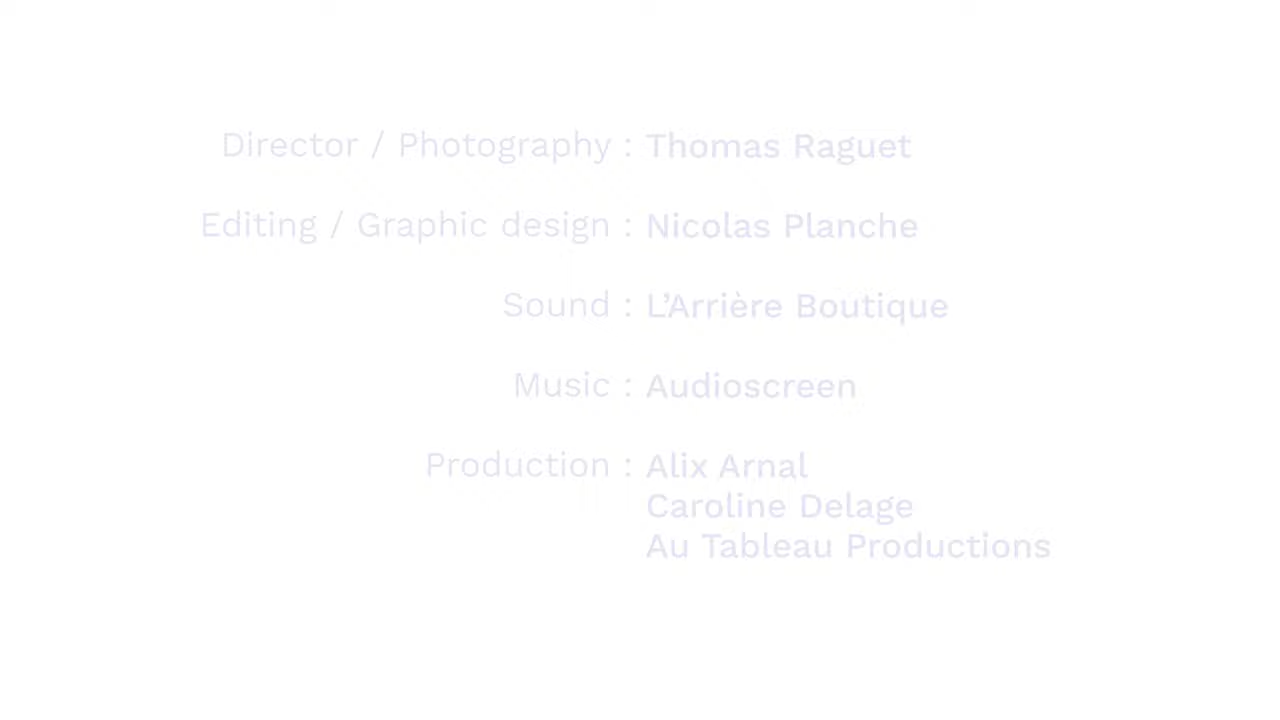 Director / Photography : Thomas Raguet
Editing / Graphic design : Nicolas Planche
Sound : L’Arrière Boutique
Music : Audioscreen
Production : Alix Arnal
Caroline Delage
Au Tableau Productions